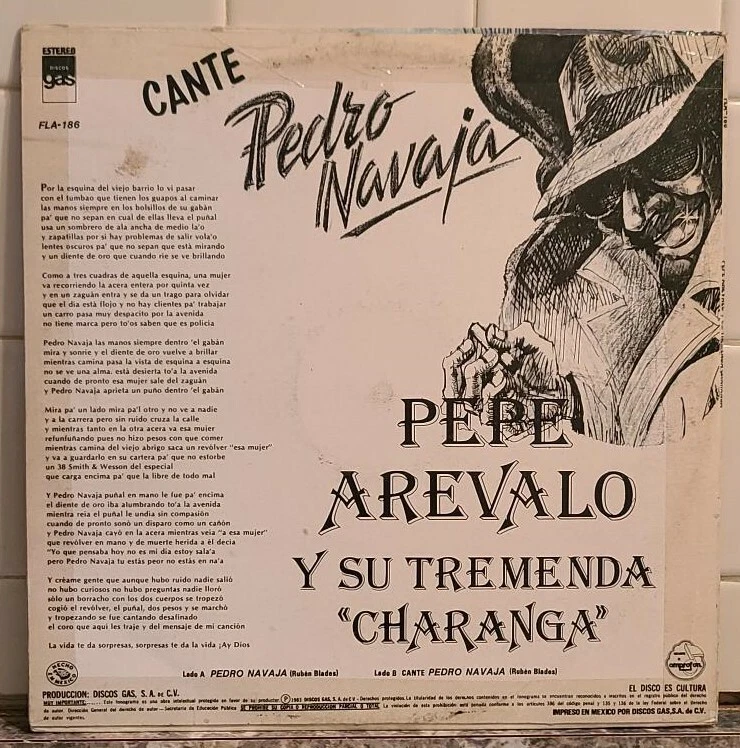 ESTEREO
DISCOS
gas
FLA-186
CANTE
Pedro
Navaja
Por la esquina del viejo barrio lo vi pasar
con el tumbao que tienen los guapos al caminar
las manos siempre en los bolsillos de su gabán
pa' que no sepan en cual de ellas lleva el puñal
usa un sombrero de ala ancha de medio la'o
y zapatillas por si hay problemas de salir vola'o
lentes oscuros pa' que no sepan que está mirando
y un diente de oro que cuando ríe se ve brillando
Como a tres cuadras de aquella esquina, una mujer
va recorriendo la acera entera por quinta vez
y en un zaguán entra y se da un trago para olvidar
que el día está flojo y no hay clientes pa' trabajar
un carro pasa muy despacito por la avenida
no tiene marca pero to'os saben que es policía
Pedro Navaja las manos siempre dentro 'el gabán
mira y sonríe y el diente de oro vuelve a brillar
mientras camina pasa la vista de esquina a esquina
no se ve una alma. está desierta to'a la avenida
cuando de pronto esa mujer sale del zaguán
y Pedro Navaja aprieta un puño dentro 'el gabán
Mira pa' un lado mira pa'l otro y no ve a nadie
y a la carrera pero sin ruido cruza la calle
y mientras tanto en la otra acera va esa mujer
refunfuñando pues no hizo pesos con que comer
mientras camina del viejo abrigo saca un revólver "esa mujer"
y va a guardarlo en su cartera pa' que no estorbe
un 38 Smith & Wesson del especial
que carga encima pa' que la libre de todo mal
Y Pedro Navaja puñal en mano le fue pa' encima
el diente de oro iba alumbrando to'a la avenida
mientra reía el puñal le undía sin compasión
cuando de pronto sonó un disparo como un cañón
y Pedro Navaja cayó en la acera mientras veía "a esa mujer"
que revólver en mano y de muerte herida a él decía
"Yo que pensaba hoy no es mi día estoy sala'a
pero Pedro Navaja tu estás peor no estás en na'a
Y créame gente que aunque hubo ruido nadie salió
no hubo curiosos no hubo preguntas nadie lloró
sólo un borracho con los dos cuerpos se tropezó
cogió el revólver, el puñal, dos pesos y se marchó
y tropezando se fue cantando desafinado
el coro que aquí les traje y del mensaje de mi canción
La vida te da sorpresas, sorpresas te da la vida ¡Ay Dios
PEPE
AREVALO
Y SU TREMENDA
"CHARANGA"
HECHO
EN MÉXICO
Lado A PEDRO NAVAJA (Rubén Blades)
Lado B CANTE PEDRO NAVAJA (Rubén Blades)
amprofon
PRODUCCION: DISCOS GAS, S.A. DE C.V.
EL DISCO ES CULTURA
MUY IMPORTANTE:
SE PROHIBE SU COPIA O REPRODUCCION PARCIAL O TOTAL
IMPRESO EN MEXICO POR DISCOS GAS, S.A. de C.V.